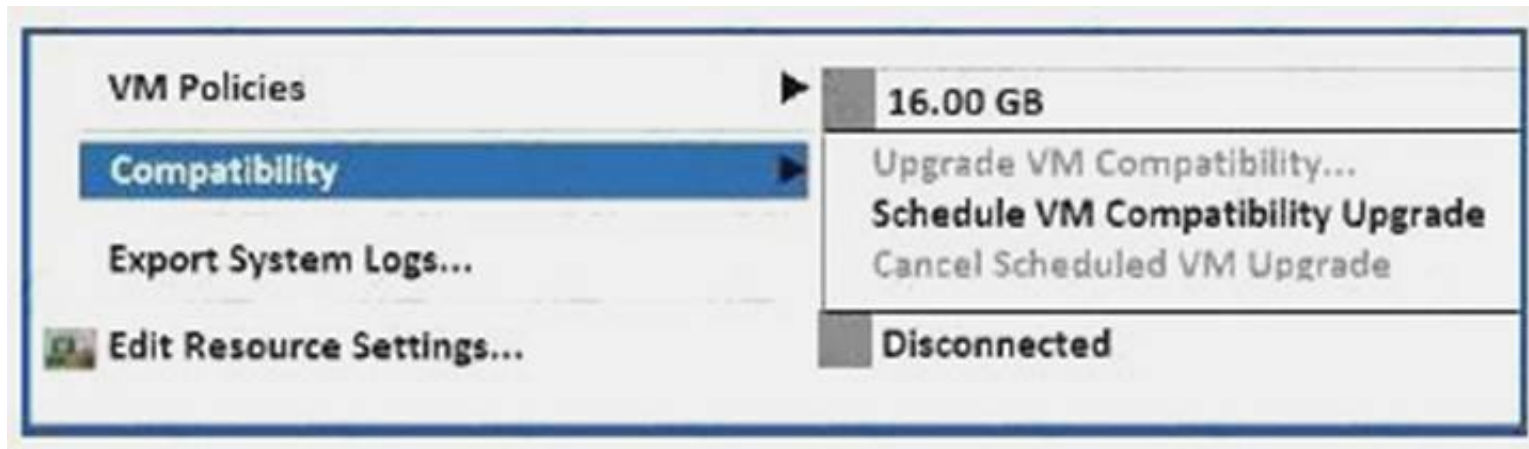 VM Policies
16.00 GB
Compatibility
Upgrade VM Compatibility...
Schedule VM Compatibility Upgrade
Cancel Scheduled VM Upgrade
Export System Logs...
Edit Resource Settings...
Disconnected